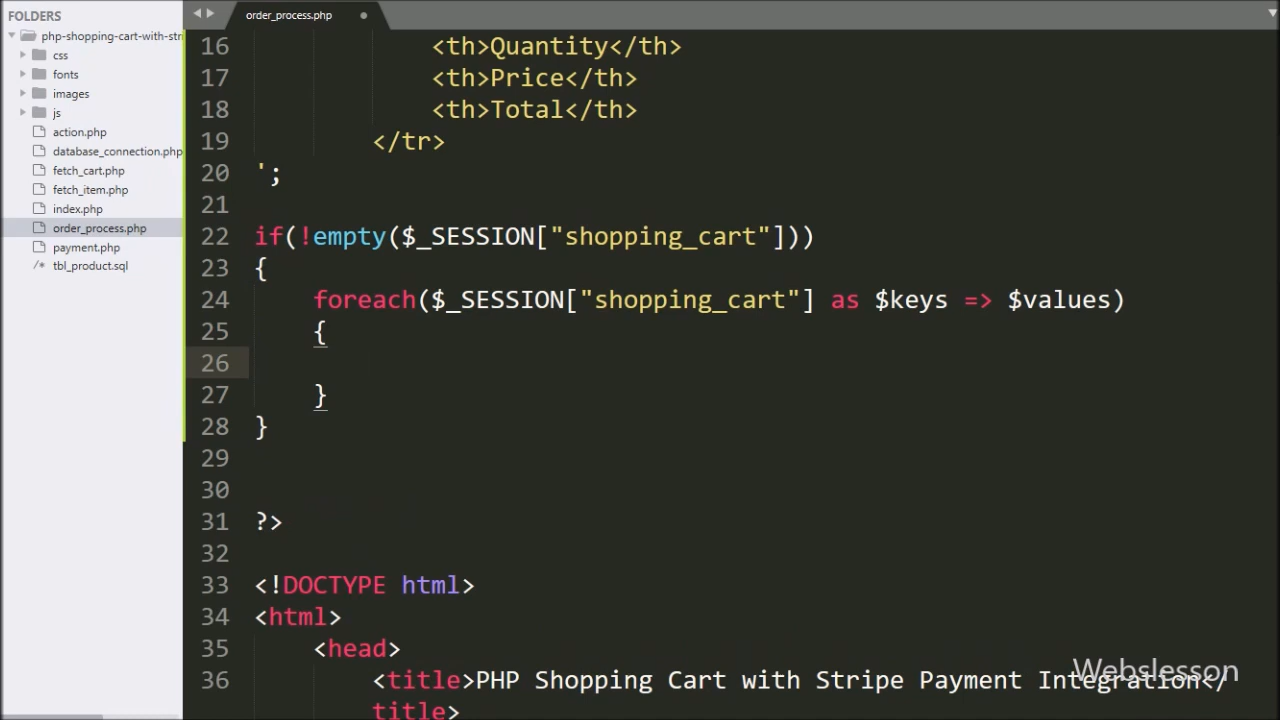 FOLDERS
php-shopping-cart-with-stri
css
fonts
images
js
action.php
database_connection.php
fetch_cart.php
fetch_item.php
index.php
order_process.php
payment.php
/* tbl_product.sql
order_process.php
16 <th>Quantity</th>
17 <th>Price</th>
18 <th>Total</th>
19 </tr>
20 ';
21
22 if(!empty($_SESSION["shopping_cart"]))
23 {
24 foreach($_SESSION["shopping_cart"] as $keys => $values)
25 {
26
27 }
28 }
29
30
31 ?>
32
33 <!DOCTYPE html>
34 <html>
35 <head>
36 <title>PHP Shopping Cart with Stripe Payment Integration</
title>
Webslesson